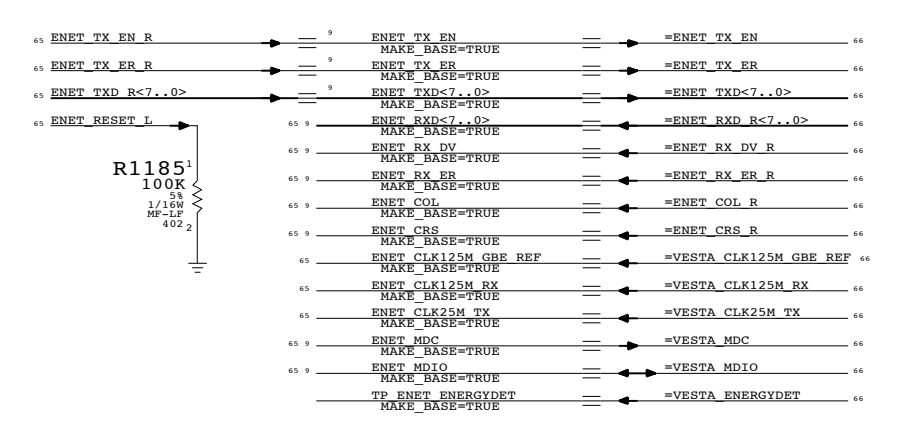 65 ENET_TX_EN_R 9 ENET_TX_EN =ENET_TX_EN 66
MAKE_BASE=TRUE
65 ENET_TX_ER_R 9 ENET_TX_ER =ENET_TX_ER 66
MAKE_BASE=TRUE
65 ENET_TXD_R<7..0> 9 ENET_TXD<7..0> =ENET_TXD<7..0> 66
MAKE_BASE=TRUE
65 ENET_RESET_L 65 9 ENET_RXD<7..0> =ENET_RXD_R<7..0> 66
MAKE_BASE=TRUE
65 9 ENET_RX_DV =ENET_RX_DV_R 66
MAKE_BASE=TRUE
R1185 1
100K
5%
1/16W
MF-LF
402 2
65 9 ENET_RX_ER =ENET_RX_ER_R 66
MAKE_BASE=TRUE
65 9 ENET_COL =ENET_COL_R 66
MAKE_BASE=TRUE
65 9 ENET_CRS =ENET_CRS_R 66
MAKE_BASE=TRUE
65 ENET_CLK125M_GBE_REF =VESTA_CLK125M_GBE_REF 66
MAKE_BASE=TRUE
65 ENET_CLK125M_RX =VESTA_CLK125M_RX 66
MAKE_BASE=TRUE
65 ENET_CLK25M_TX =VESTA_CLK25M_TX 66
MAKE_BASE=TRUE
65 9 ENET_MDC =VESTA_MDC 66
MAKE_BASE=TRUE
65 9 ENET_MDIO =VESTA_MDIO 66
MAKE_BASE=TRUE
TP_ENET_ENERGYDET =VESTA_ENERGYDET 66
MAKE_BASE=TRUE